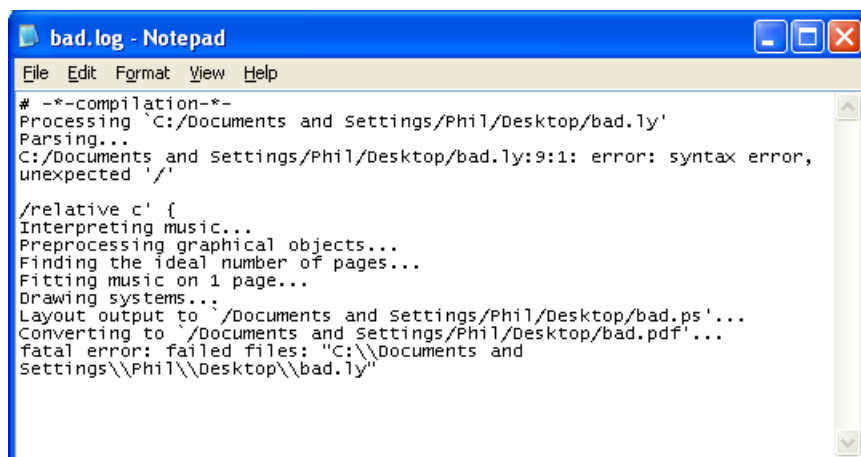 bad.log - Notepad
File Edit Format View Help
# -*-compilation-*-
Processing `C:/Documents and Settings/Phil/Desktop/bad.ly'
Parsing...
C:/Documents and Settings/Phil/Desktop/bad.ly:9:1: error: syntax error,
unexpected '/'
/relative c' {
Interpreting music...
Preprocessing graphical objects...
Finding the ideal number of pages...
Fitting music on 1 page...
Drawing systems...
Layout output to `/Documents and Settings/Phil/Desktop/bad.ps'...
Converting to `/Documents and Settings/Phil/Desktop/bad.pdf'...
fatal error: failed files: "C:\\Documents and
Settings\\Phil\\Desktop\\bad.ly"